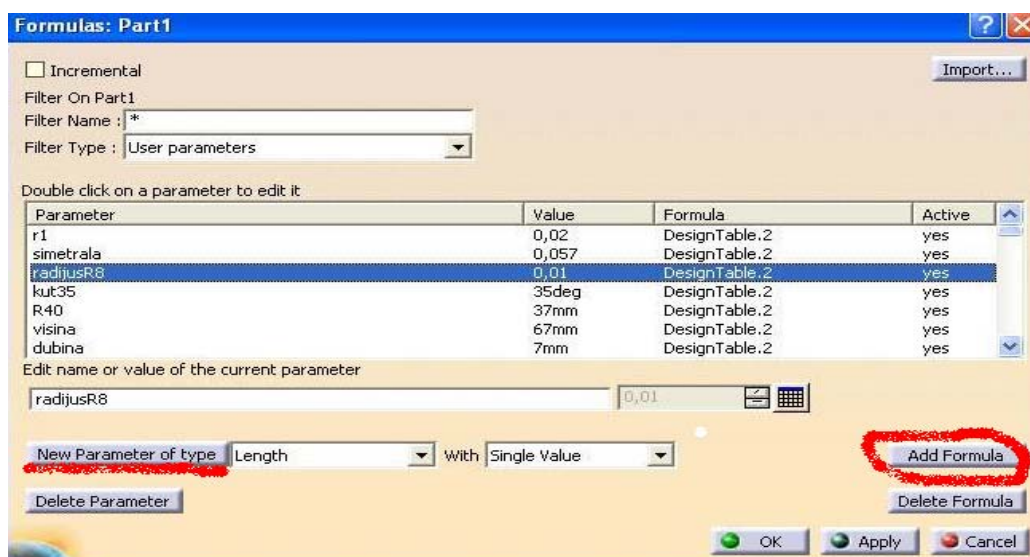 Formulas: Part1
Incremental
Import...
Filter On Part1
Filter Name : *
Filter Type : User parameters
Double click on a parameter to edit it
Parameter Value Formula Active
r1 0,02 DesignTable.2 yes
simetrala 0,057 DesignTable.2 yes
radijusR8 0,01 DesignTable.2 yes
kut35 35deg DesignTable.2 yes
R40 37mm DesignTable.2 yes
visina 67mm DesignTable.2 yes
dubina 7mm DesignTable.2 yes
Edit name or value of the current parameter
radijusR8 0,01
New Parameter of type Length With Single Value Add Formula
Delete Parameter Delete Formula
OK Apply Cancel